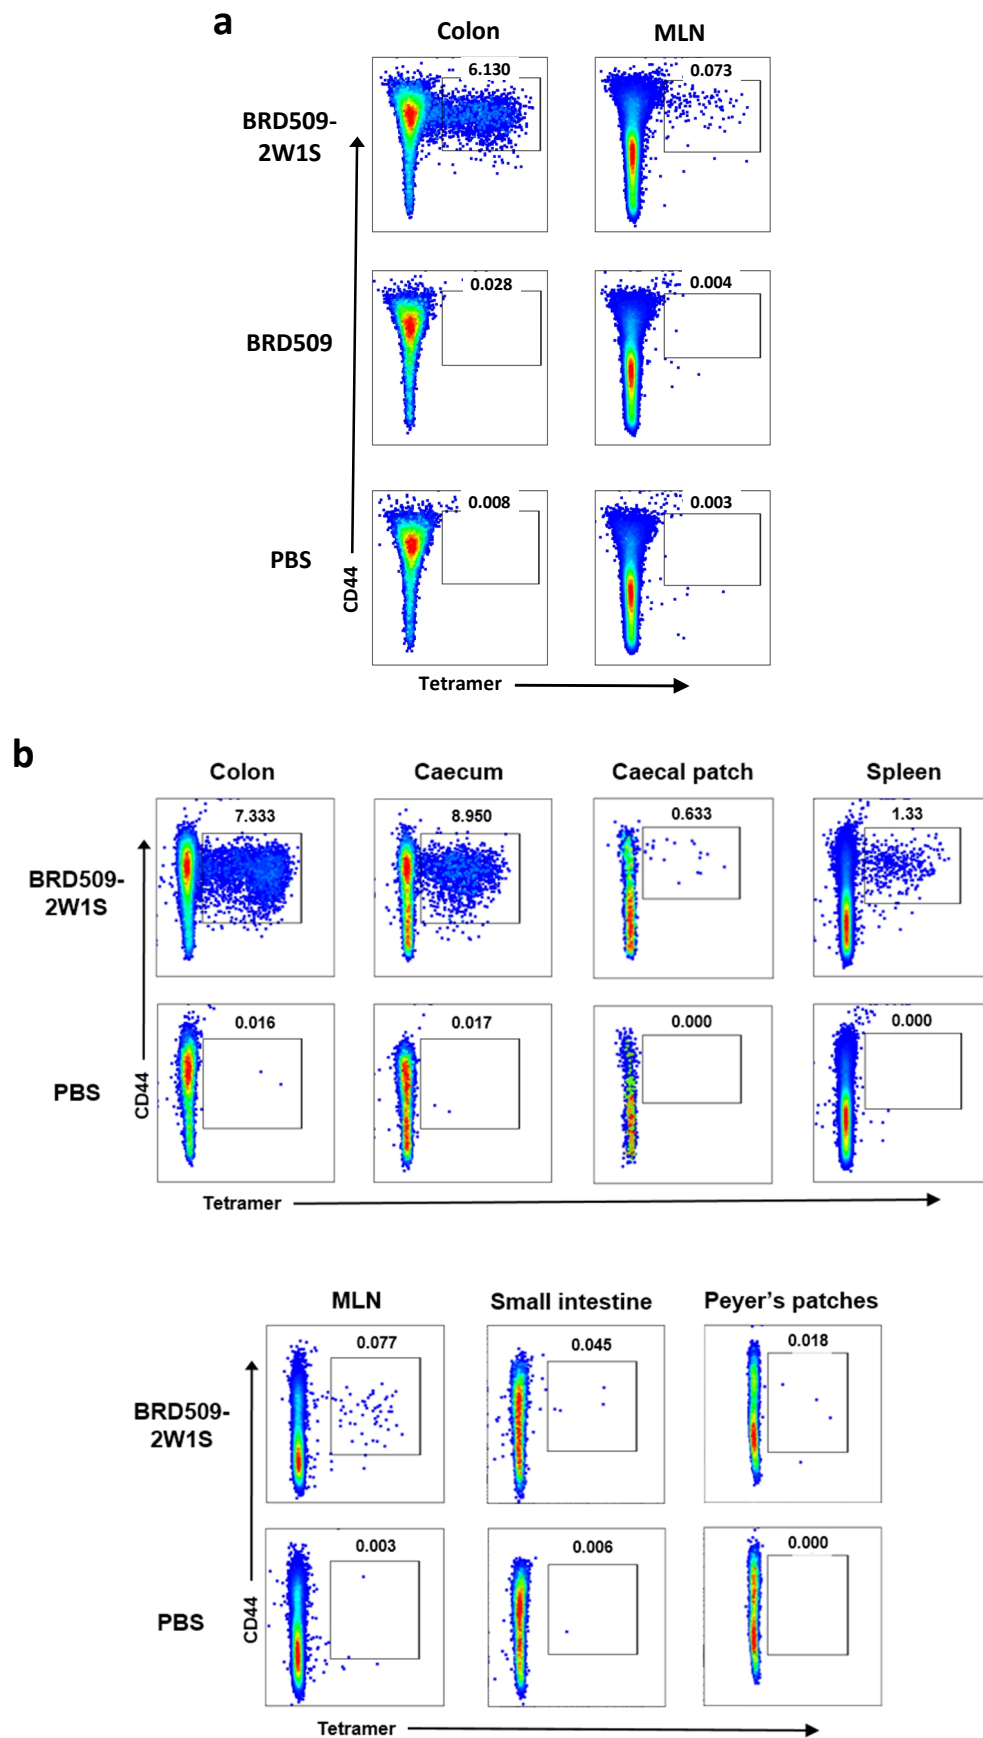 a
Colon MLN
BRD509-
2W1S
6.130 0.073
BRD509
0.028 0.004
PBS
0.008 0.003
CD44
Tetramer
b
Colon Caecum Caecal patch Spleen
BRD509-
2W1S
7.333 8.950 0.633 1.33
PBS
0.016 0.017 0.000 0.000
CD44
Tetramer
MLN Small intestine Peyer's patches
BRD509-
2W1S
0.077 0.045 0.018
PBS
0.003 0.006 0.000
CD44
Tetramer